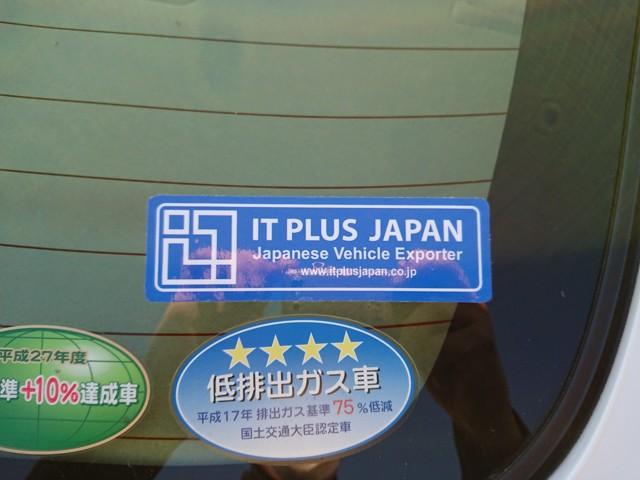 IT PLUS JAPAN
Japanese Vehicle Exporter
www.itplusjapan.co.jp
平成27年度
準+10%達成車
低排出ガス車
平成17年 排出ガス基準75%低減
国土交通大臣認定車